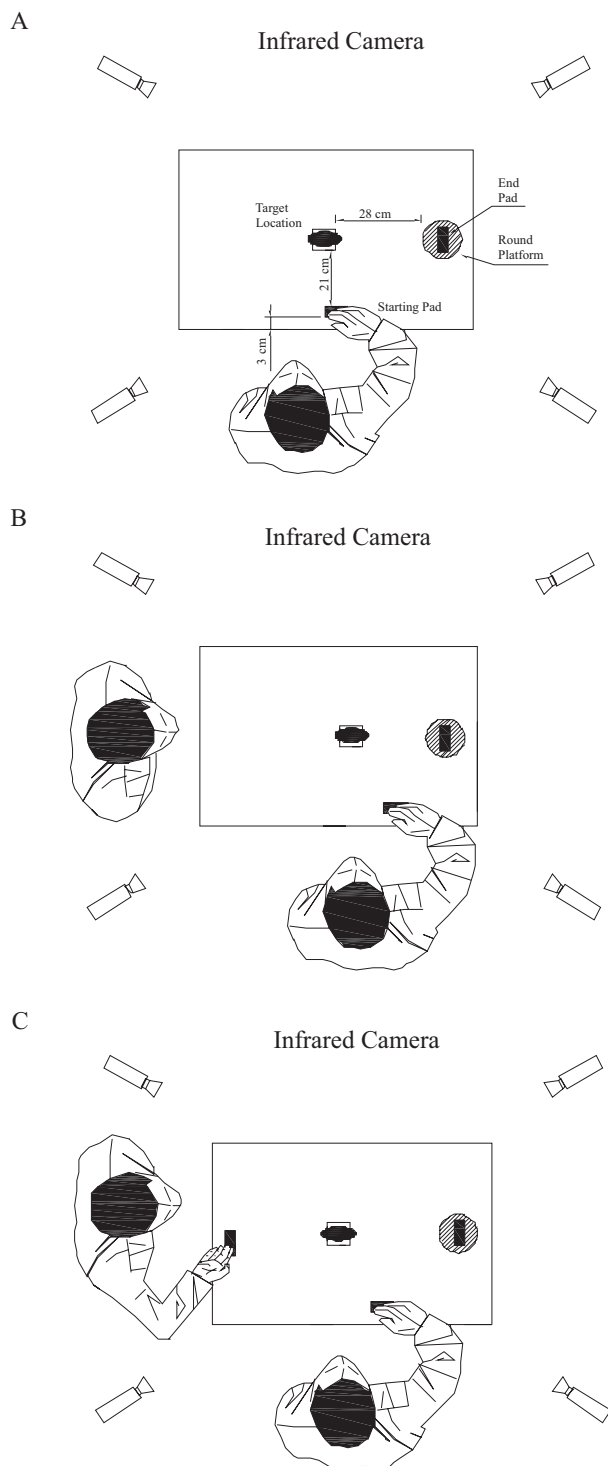 A
Infrared Camera
End
Pad
Target
Location
28 cm
Round
Platform
21 cm
Starting Pad
3 cm
B
Infrared Camera
C
Infrared Camera